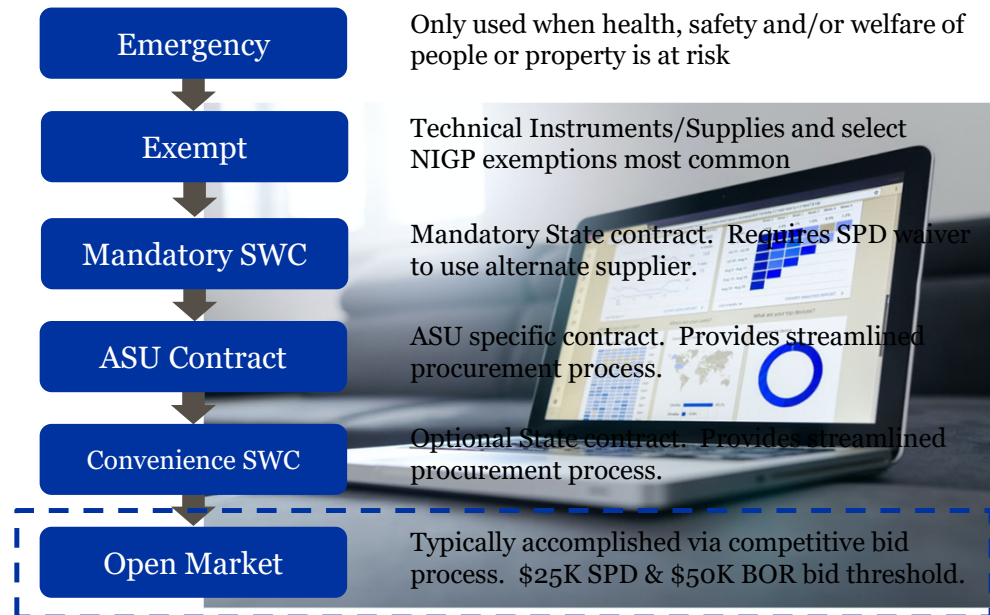 Emergency
Only used when health, safety and/or welfare of
people or property is at risk
Exempt
Technical Instruments/Supplies and select
NIGP exemptions most common
Mandatory SWC
Mandatory State contract.  Requires SPD waiver
to use alternate supplier.
ASU Contract
ASU specific contract.  Provides streamlined
procurement process.
Convenience SWC
Optional State contract.  Provides streamlined
procurement process.
Open Market
Typically accomplished via competitive bid
process.  $25K SPD & $50K BOR bid threshold.